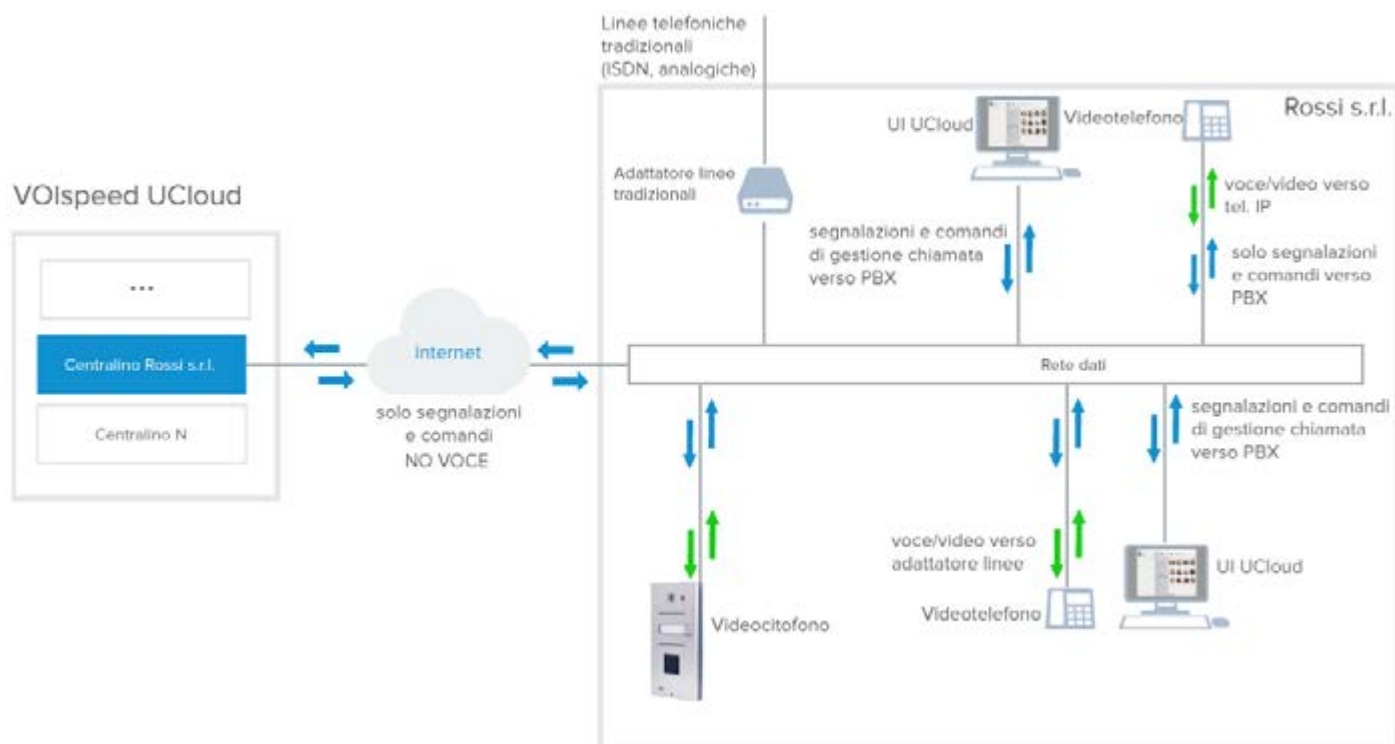 Linee telefoniche
tradizionali
(ISDN, analogiche)
Rossi s.r.l.
UI UCloud
Videotelefono
Adattatore linee
tradizionali
voce/video verso
tel. IP
VOIspeed UCloud
segnalazioni e comandi
di gestione chiamata
verso PBX
solo segnalazioni
e comandi verso
PBX
...
Centralino Rossi s.r.l.
Internet
Rete dati
Centralino N
solo segnalazioni
e comandi
NO VOCE
segnalazioni e comandi
di gestione chiamata
verso PBX
voce/video verso
adattatore linee
UI UCloud
Videocitofono
Videotelefono